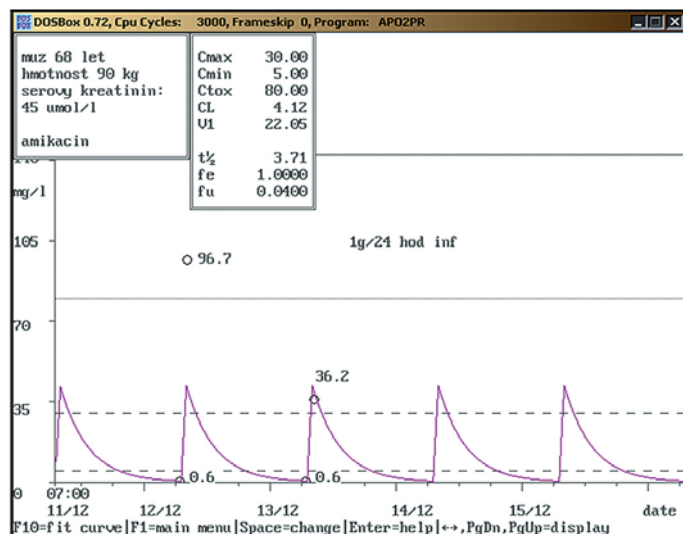 DOSBox 0.72, Cpu Cycles: 3000, Frameskip 0, Program: APO2PR
muz 68 let
hmotnost 90 kg
serovy kreatinin:
45 umol/l
amikacin
Cmax 30.00
Cmin 5.00
Ctox 80.00
CL 4.12
V1 22.05
t½ 3.71
fe 1.0000
fu 0.0400
140
mg/l
1g/24 hod inf
105
96.7
70
36.2
35
0.6
0.6
0
07:00
11/12 12/12 13/12 14/12 15/12 date
F10=fit curve|F1=main menu|Space=change|Enter=help|↔,PgDn,PgUp=display